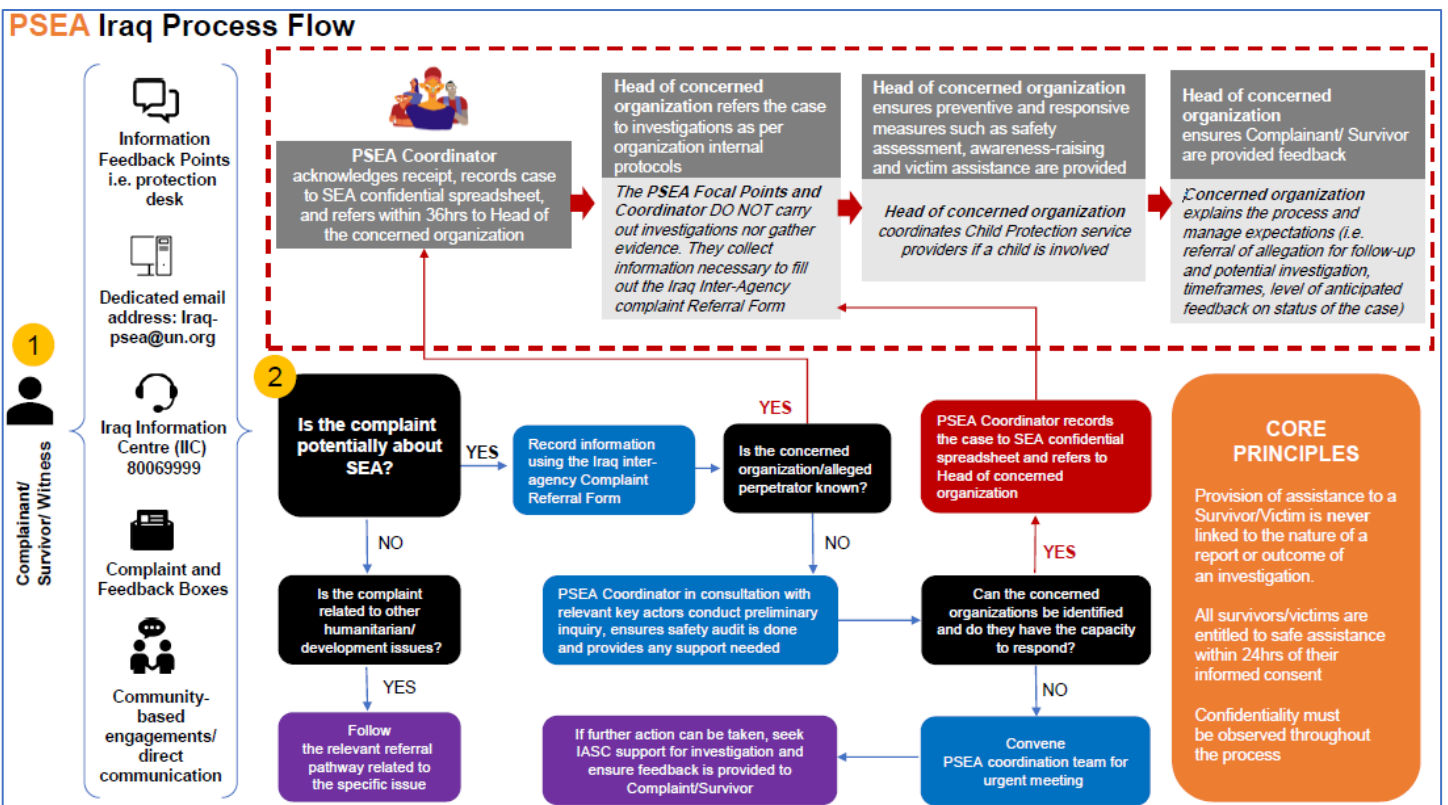 PSEA Iraq Process Flow
1
Complainant/
Survivor/ Witness
Information
Feedback Points
i.e. protection
desk
Dedicated email
address: Iraq-
psea@un.org
Iraq Information
Centre (IIC)
80069999
Complaint and
Feedback Boxes
Community-
based
engagements/
direct
communication
PSEA Coordinator
acknowledges receipt, records case
to SEA confidential spreadsheet,
and refers within 36hrs to Head of
the concerned organization
Head of concerned
organization refers the case
to investigations as per
organization internal
protocols
The PSEA Focal Points and
Coordinator DO NOT carry
out investigations nor gather
evidence. They collect
information necessary to fill
out the Iraq Inter-Agency
complaint Referral Form
Head of concerned organization
ensures preventive and responsive
measures such as safety
assessment, awareness-raising
and victim assistance are provided
Head of concerned organization
coordinates Child Protection service
providers if a child is involved
Head of concerned
organization
ensures Complainant/ Survivor
are provided feedback
Concerned organization
explains the process and
manage expectations (i.e.
referral of allegation for follow-up
and potential investigation,
timeframes, level of anticipated
feedback on status of the case)
2
Is the complaint
potentially about
SEA?
YES
Record information
using the Iraq inter-
agency Complaint
Referral Form
YES
Is the concerned
organization/alleged
perpetrator known?
PSEA Coordinator records
the case to SEA confidential
spreadsheet and refers to
Head of concerned
organization
NO
NO
YES
Is the complaint
related to other
humanitarian/
development issues?
PSEA Coordinator in consultation with
relevant key actors conduct preliminary
inquiry, ensures safety audit is done
and provides any support needed
Can the concerned
organizations be identified
and do they have the capacity
to respond?
YES
NO
Follow
the relevant referral
pathway related to
the specific issue
If further action can be taken, seek
IASC support for investigation and
ensure feedback is provided to
Complaint/Survivor
Convene
PSEA coordination team for
urgent meeting
CORE
PRINCIPLES
Provision of assistance to a
Survivor/Victim is never
linked to the nature of a
report or outcome of
an investigation.
All survivors/victims are
entitled to safe assistance
within 24hrs of their
informed consent
Confidentiality must
be observed throughout
the process